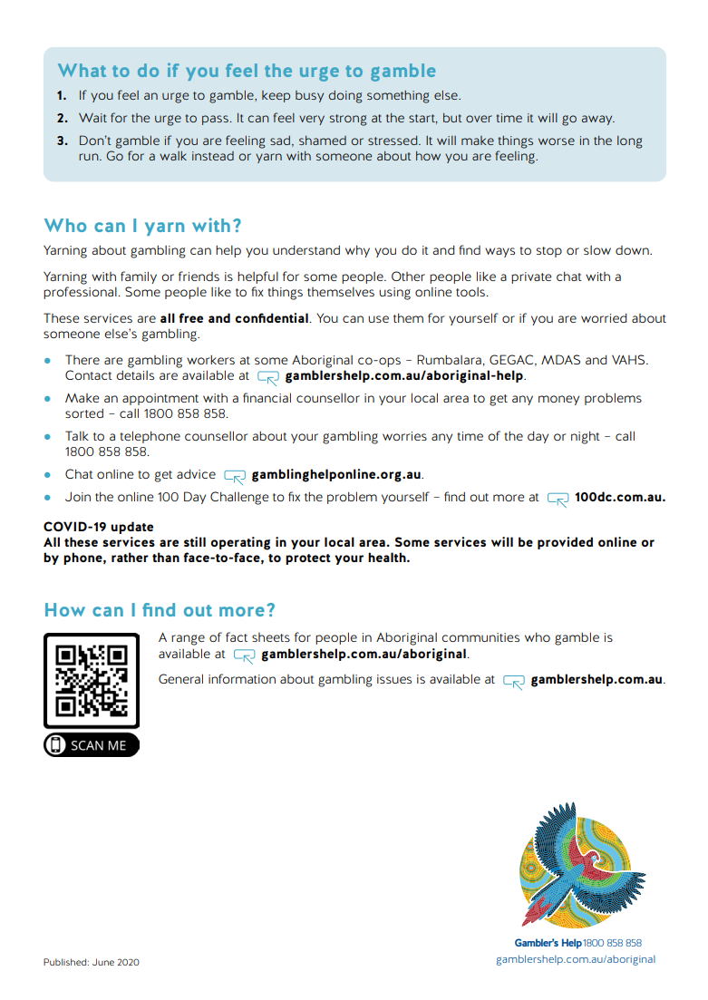 What to do if you feel the urge to gamble
1. If you feel an urge to gamble, keep busy doing something else.
2. Wait for the urge to pass. It can feel very strong at the start, but over time it will go away.
3. Don't gamble if you are feeling sad, shamed or stressed. It will make things worse in the long
run. Go for a walk instead or yarn with someone about how you are feeling.
Who can I yarn with?
Yarning about gambling can help you understand why you do it and find ways to stop or slow down.
Yarning with family or friends is helpful for some people. Other people like a private chat with a
professional. Some people like to fix things themselves using online tools.
These services are all free and confidential. You can use them for yourself or if you are worried about
someone else's gambling.
• There are gambling workers at some Aboriginal co-ops – Rumbalara, GEGAC, MDAS and VAHS.
Contact details are available at gamblershelp.com.au/aboriginal-help.
• Make an appointment with a financial counsellor in your local area to get any money problems
sorted – call 1800 858 858.
• Talk to a telephone counsellor about your gambling worries any time of the day or night – call
1800 858 858.
• Chat online to get advice gamblinghelponline.org.au.
• Join the online 100 Day Challenge to fix the problem yourself – find out more at 100dc.com.au.
COVID-19 update
All these services are still operating in your local area. Some services will be provided online or
by phone, rather than face-to-face, to protect your health.
How can I find out more?
A range of fact sheets for people in Aboriginal communities who gamble is
available at gamblershelp.com.au/aboriginal.
General information about gambling issues is available at gamblershelp.com.au.
SCAN ME
Gambler's Help 1800 858 858
gamblershelp.com.au/aboriginal
Published: June 2020